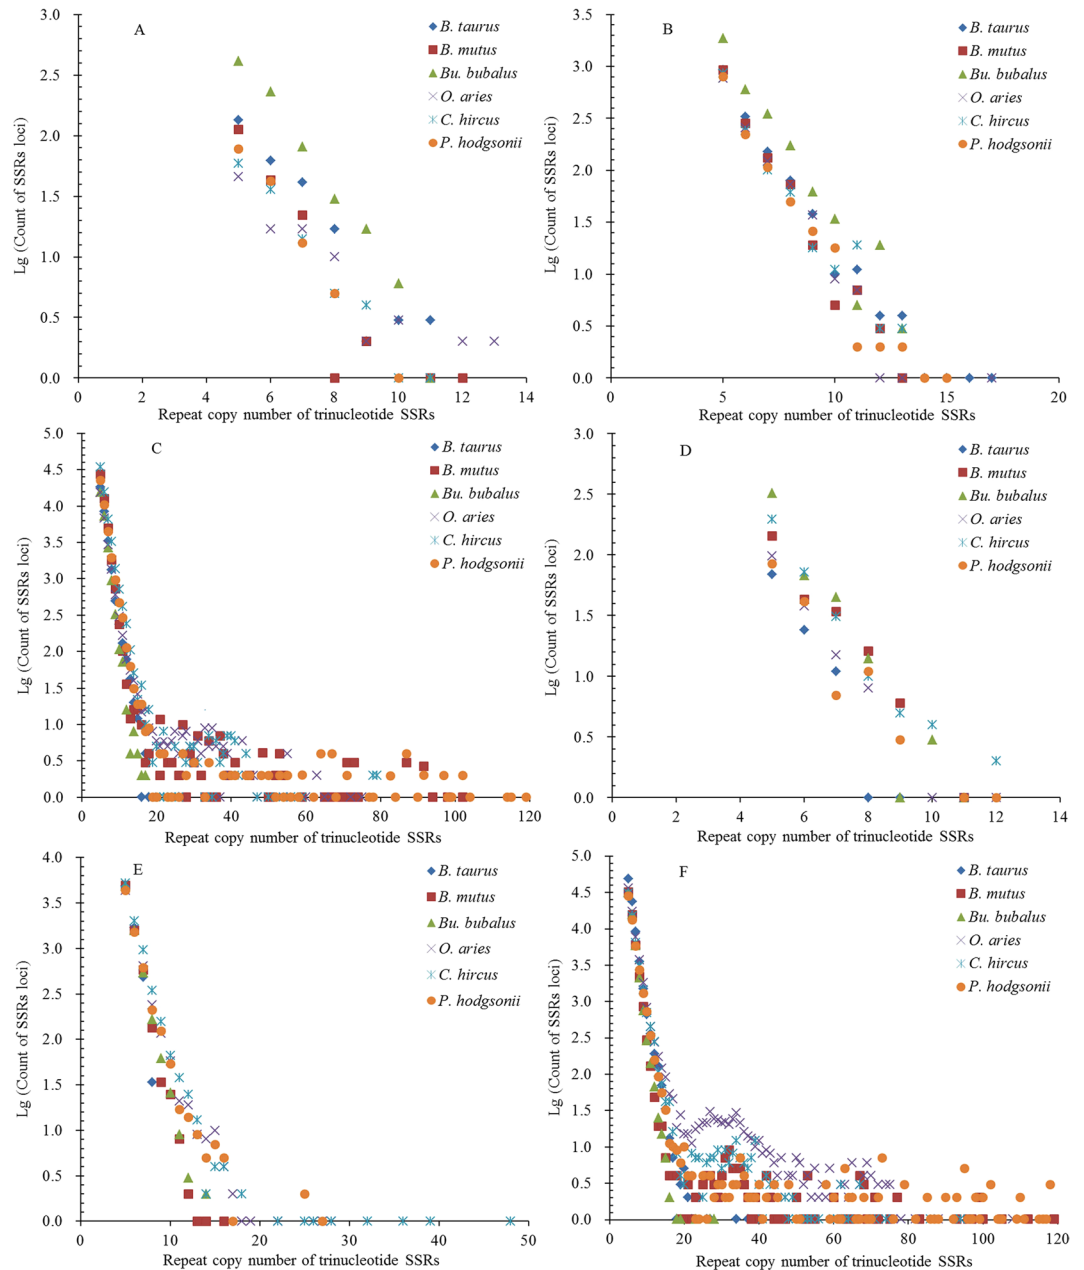 A
Lg (Count of SSRs loci)
3.0
2.5
2.0
1.5
1.0
0.5
0.0
0 2 4 6 8 10 12 14
Repeat copy number of trinucleotide SSRs
B. taurus
B. mutus
Bu. bubalus
O. aries
C. hircus
P. hodgsonii
B
Lg (Count of SSRs loci)
3.5
3.0
2.5
2.0
1.5
1.0
0.5
0.0
0 5 10 15 20
Repeat copy number of trinucleotide SSRs
B. taurus
B. mutus
Bu. bubalus
O. aries
C. hircus
P. hodgsonii
C
Lg (Count of SSRs loci)
5.0
4.5
4.0
3.5
3.0
2.5
2.0
1.5
1.0
0.5
0.0
0 20 40 60 80 100 120
Repeat copy number of trinucleotide SSRs
B. taurus
B. mutus
Bu. bubalus
O. aries
C. hircus
P. hodgsonii
D
Lg (Count of SSRs loci)
3.0
2.5
2.0
1.5
1.0
0.5
0.0
0 2 4 6 8 10 12 14
Repeat copy number of trinucleotide SSRs
B. taurus
B. mutus
Bu. bubalus
O. aries
C. hircus
P. hodgsonii
E
Lg (Count of SSRs loci)
4.0
3.5
3.0
2.5
2.0
1.5
1.0
0.5
0.0
0 10 20 30 40 50
Repeat copy number of trinucleotide SSRs
B. taurus
B. mutus
Bu. bubalus
O. aries
C. hircus
P. hodgsonii
F
Lg (Count of SSRs loci)
5.0
4.5
4.0
3.5
3.0
2.5
2.0
1.5
1.0
0.5
0.0
0 20 40 60 80 100 120
Repeat copy number of trinucleotide SSRs
B. taurus
B. mutus
Bu. bubalus
O. aries
C. hircus
P. hodgsonii